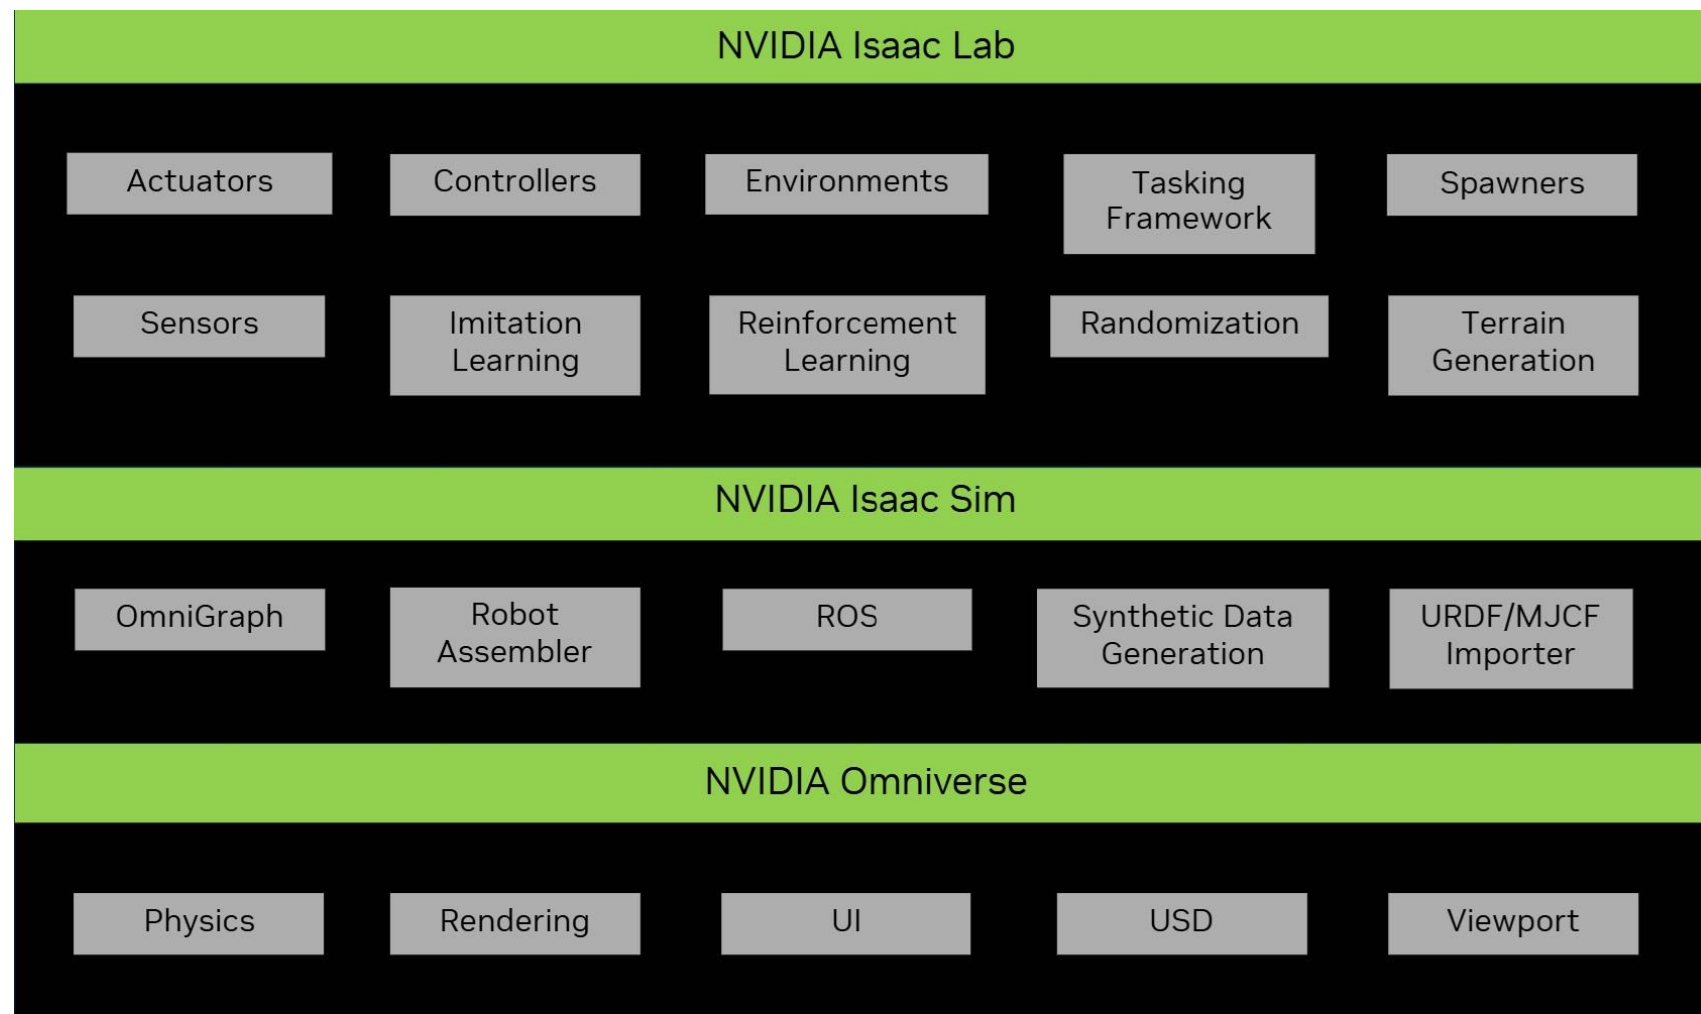 NVIDIA Isaac Lab
Actuators
Controllers
Environments
Tasking
Framework
Spawners
Sensors
Imitation
Learning
Reinforcement
Learning
Randomization
Terrain
Generation
NVIDIA Isaac Sim
OmniGraph
Robot
Assembler
ROS
Synthetic Data
Generation
URDF/MJCF
Importer
NVIDIA Omniverse
Physics
Rendering
UI
USD
Viewport